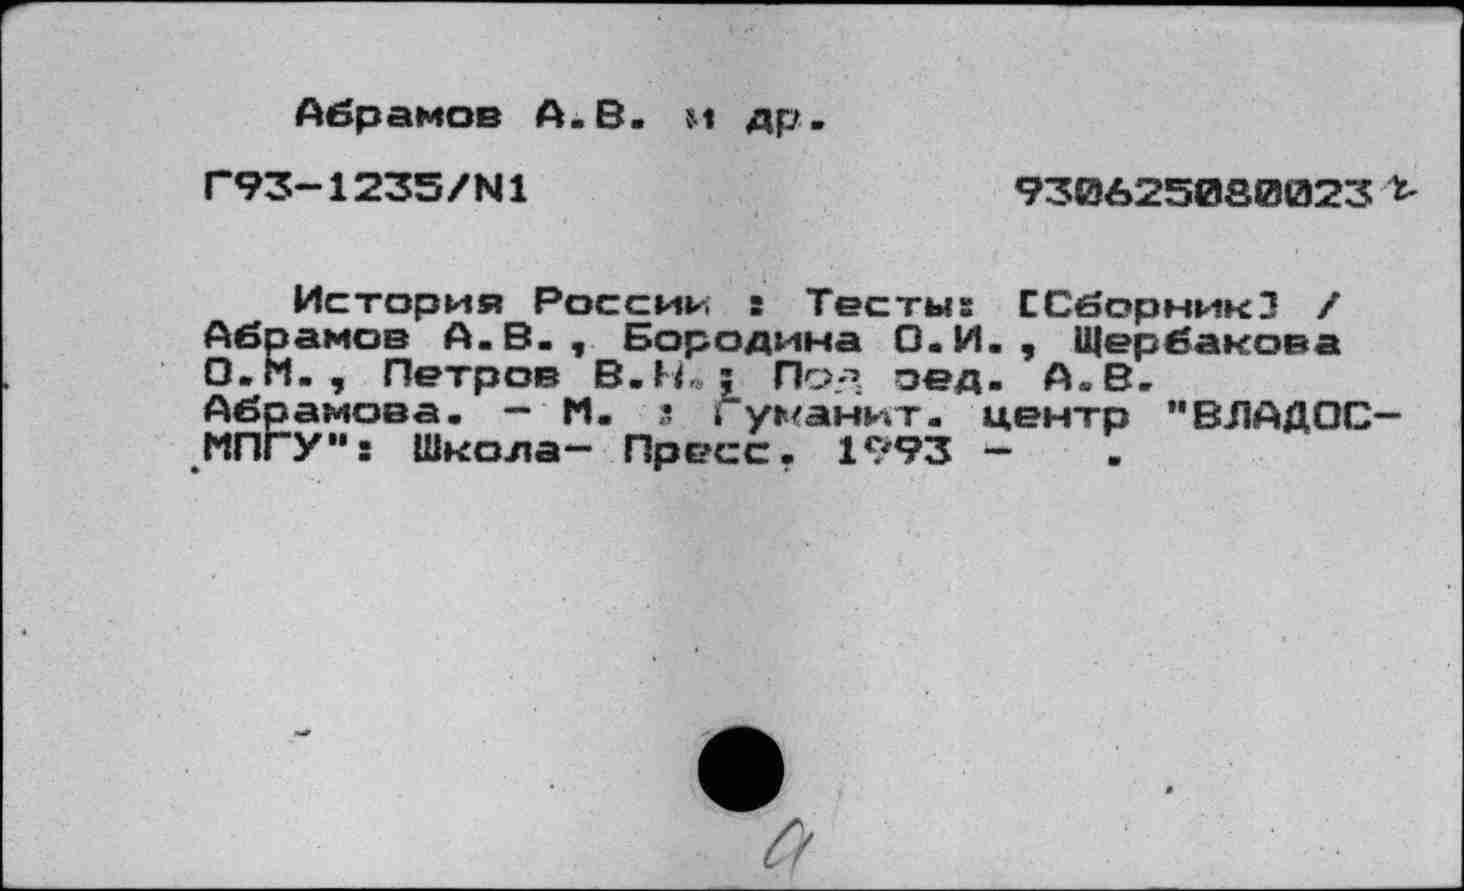 Абрамов А.В. и др.
Г93-1235/N1 930625080023
История России : Тесты: [Сборник] /
Абрамов А.В., Бородина О.И., Щербакова
О.М., Петров В.Н.; Под ред. А.В.
Абрамова. - М. : Гуманит. центр "ВЛАДОС-
МПГУ": Школа- Пресс, 1993 - .